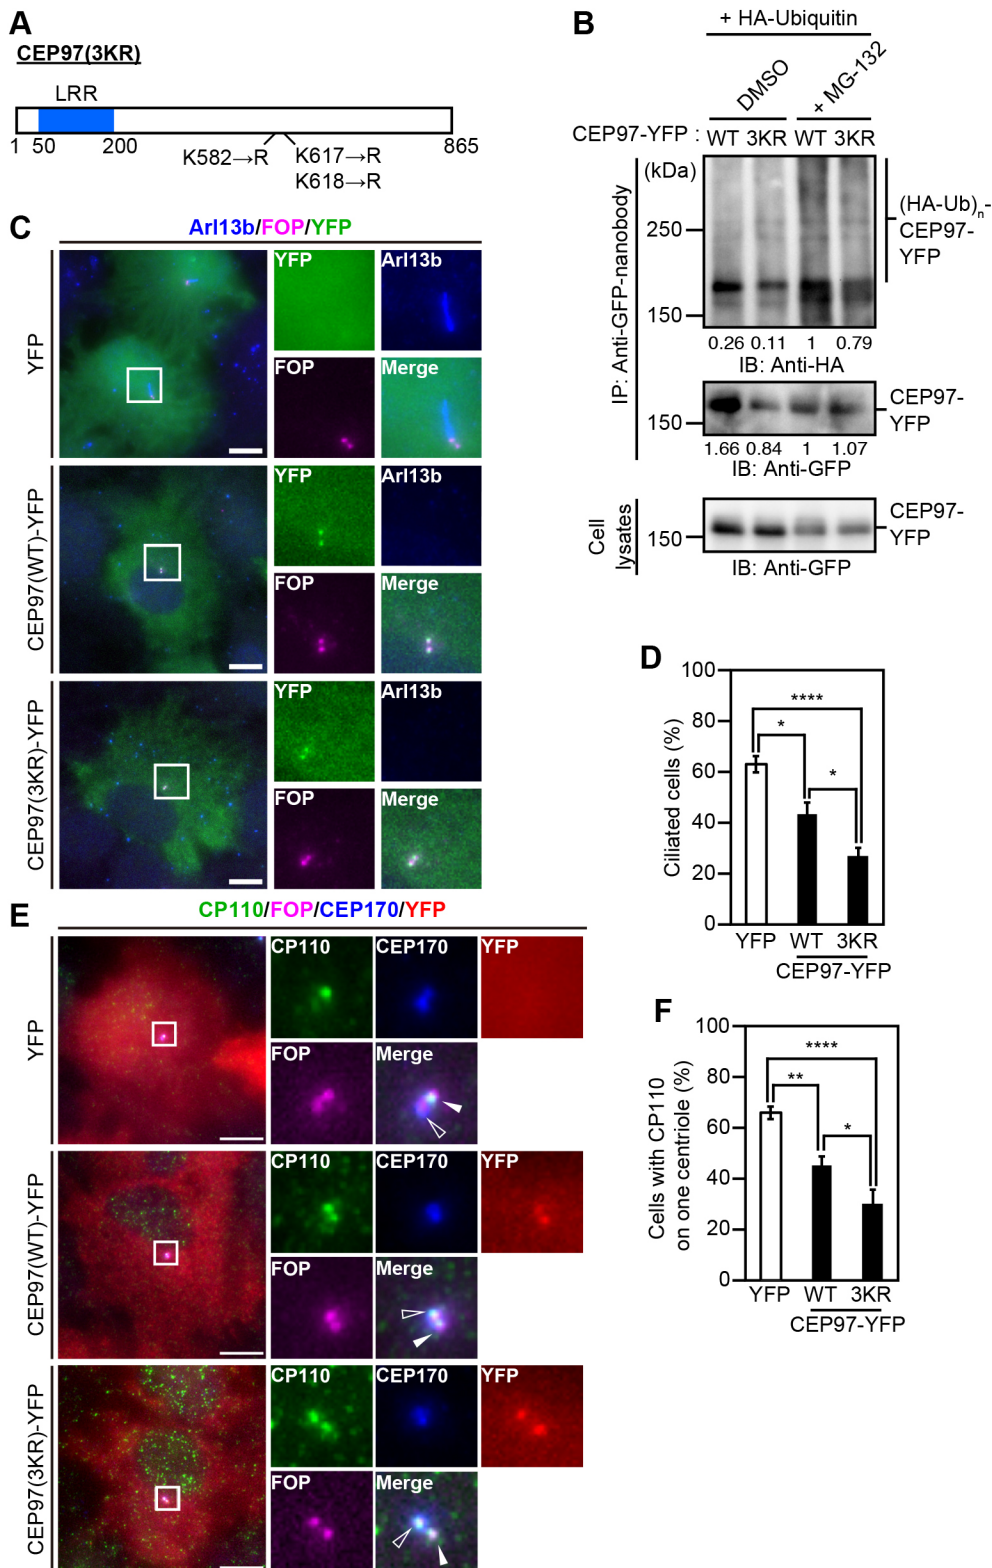 A
CEP97(3KR)
LRR
1 50 200 865
K582→R K617→R
K618→R
B
+ HA-Ubiquitin
DMSO + MG-132
CEP97-YFP : WT 3KR WT 3KR
(kDa)
250
150
(HA-Ub)n-
CEP97-
YFP
0.26 0.11 1 0.79
IB: Anti-HA
IP: Anti-GFP-nanobody
150
CEP97-
YFP
1.66 0.84 1 1.07
IB: Anti-GFP
Cell
lysates
150
CEP97-
YFP
IB: Anti-GFP
C
Arl13b/FOP/YFP
YFP
YFP Arl13b
FOP Merge
CEP97(WT)-YFP
YFP Arl13b
FOP Merge
CEP97(3KR)-YFP
YFP Arl13b
FOP Merge
D
Ciliated cells (%)
100
80
60
40
20
0
****
*
*
YFP WT 3KR
CEP97-YFP
E
CP110/FOP/CEP170/YFP
YFP
CP110 CEP170 YFP
FOP Merge
CEP97(WT)-YFP
CP110 CEP170 YFP
FOP Merge
CEP97(3KR)-YFP
CP110 CEP170 YFP
FOP Merge
F
Cells with CP110
on one centriole (%)
100
80
60
40
20
0
****
**
*
YFP WT 3KR
CEP97-YFP